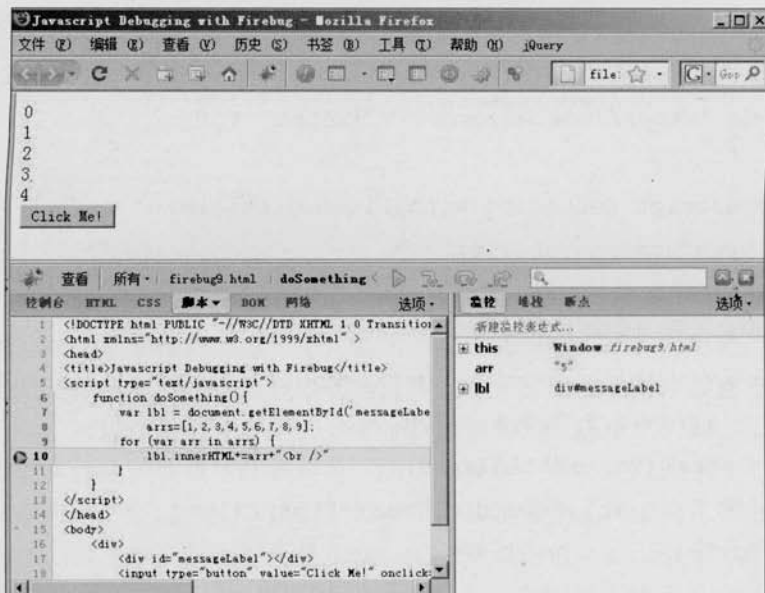 Javascript Debugging with Firebug - Mozilla Firefox
文件 (F) 编辑 (E) 查看 (V) 历史 (S) 书签 (B) 工具 (T) 帮助 (H) jQuery
file: G Goo
0
1
2
3
4
Click Me!
查看 所有 firebug9.html doSomething
控制台 HTML CSS 脚本 DOM 网络 选项
监控 堆栈 断点 选项
1 <!DOCTYPE html PUBLIC "-//W3C//DTD XHTML 1.0 Transition
2 <html xmlns="http://www.w3.org/1999/xhtml" >
3 <head>
4 <title>Javascript Debugging with Firebug</title>
5 <script type="text/javascript">
6 function doSomething(){
7 var lbl = document.getElementById('messageLabe
8 arrs=[1,2,3,4,5,6,7,8,9];
9 for (var arr in arrs) {
10 lbl.innerHTML+=arr+"<br />"
11 }
12 }
13 </script>
14 </head>
15 <body>
16 <div>
17 <div id="messageLabel"></div>
18 <input type="button" value="Click Me!" onclick=
新建监控表达式...
this Window firebug9.html
arr "5"
lbl div#messageLabel